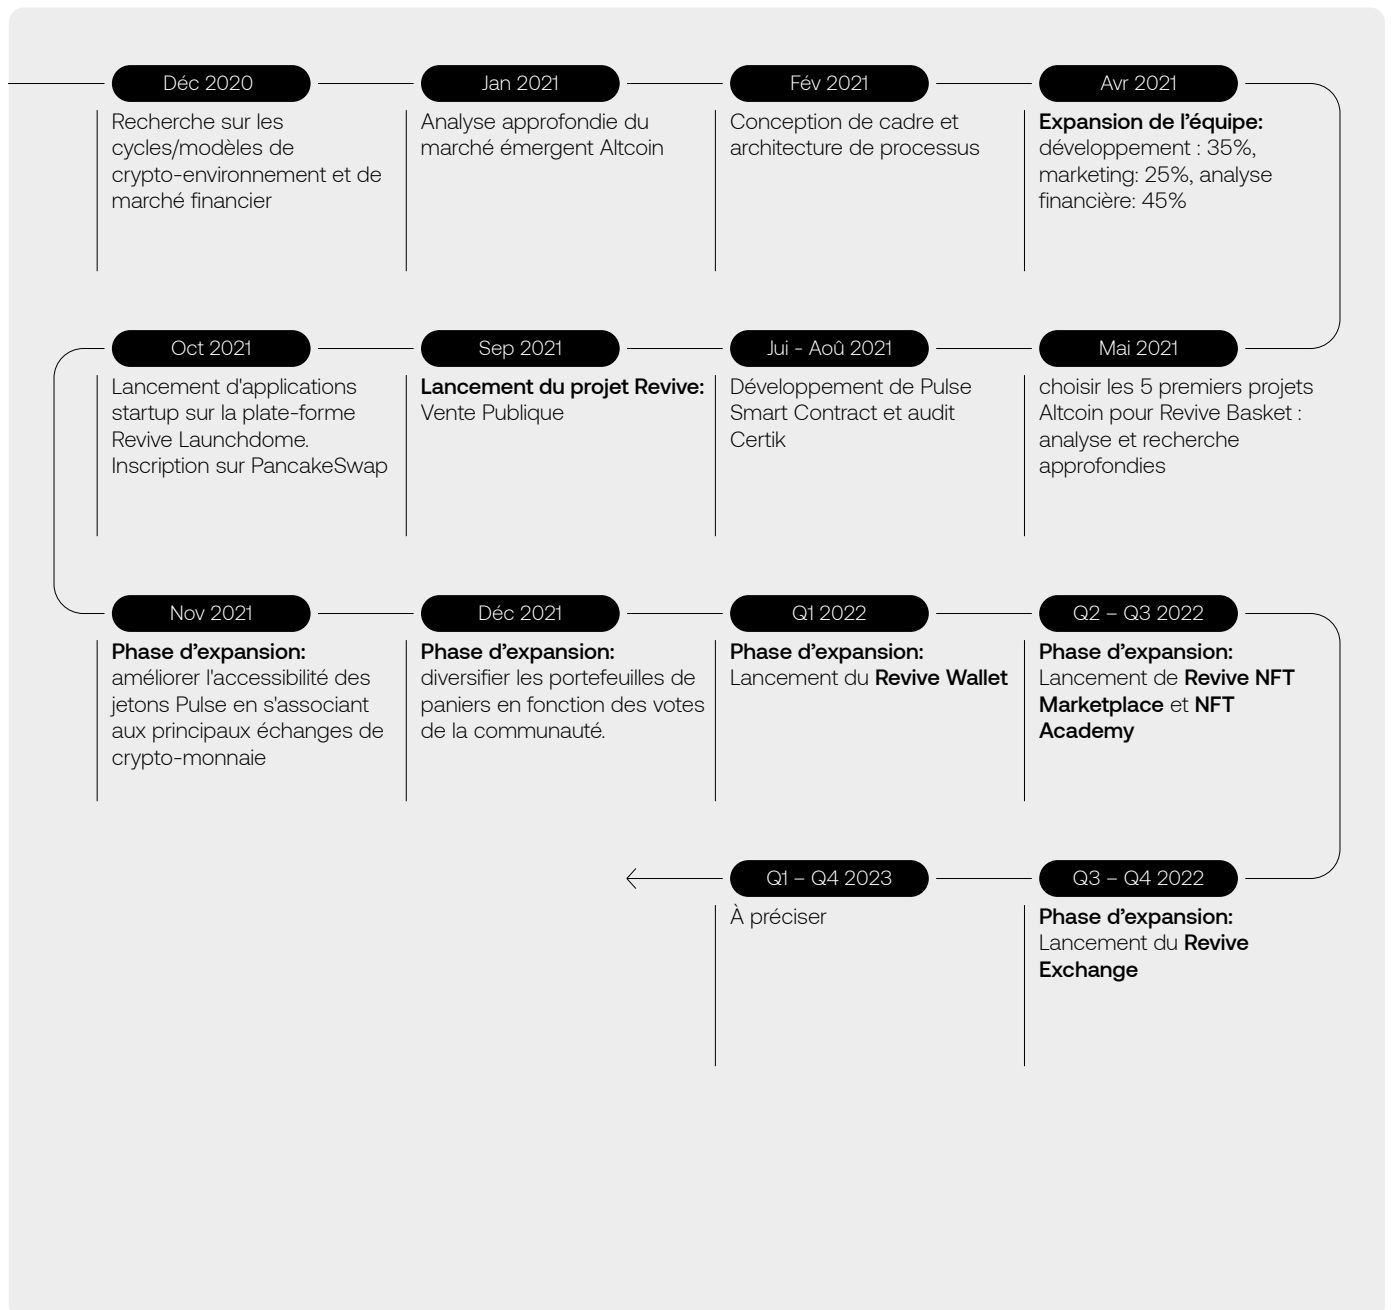 Déc 2020
Recherche sur les
cycles/modèles de
crypto-environnement et de
marché financier
Jan 2021
Analyse approfondie du
marché émergent Altcoin
Fév 2021
Conception de cadre et
architecture de processus
Avr 2021
Expansion de l’équipe:
développement : 35%,
marketing: 25%, analyse
financière: 45%
Mai 2021
choisir les 5 premiers projets
Altcoin pour Revive Basket :
analyse et recherche
approfondies
Jui - Aoû 2021
Développement de Pulse
Smart Contract et audit
Certik
Sep 2021
Lancement du projet Revive:
Vente Publique
Oct 2021
Lancement d'applications
startup sur la plate-forme
Revive Launchdome.
Inscription sur PancakeSwap
Nov 2021
Phase d’expansion:
améliorer l'accessibilité des
jetons Pulse en s'associant
aux principaux échanges de
crypto-monnaie
Déc 2021
Phase d’expansion:
diversifier les portefeuilles de
paniers en fonction des votes
de la communauté.
Q1 2022
Phase d’expansion:
Lancement du Revive Wallet
Q2 – Q3 2022
Phase d’expansion:
Lancement de Revive NFT
Marketplace et NFT
Academy
Q3 – Q4 2022
Phase d’expansion:
Lancement du Revive
Exchange
Q1 – Q4 2023
À préciser